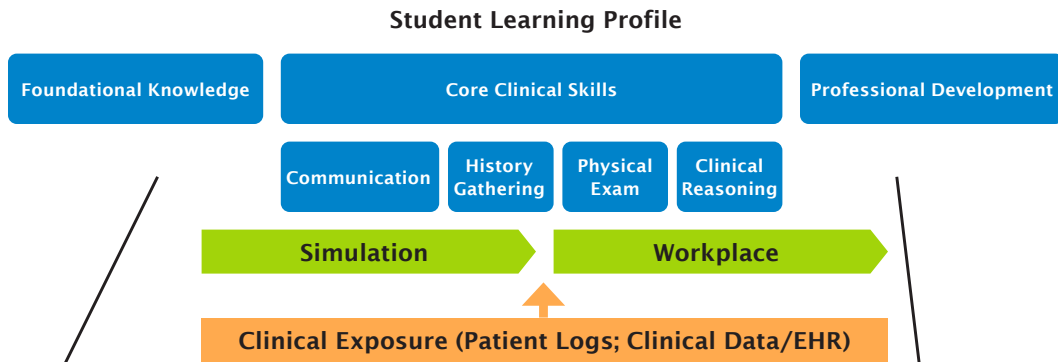 Student Learning Profile
Foundational Knowledge
Core Clinical Skills
Professional Development
Communication
History
Gathering
Physical
Exam
Clinical
Reasoning
Simulation
Workplace
Clinical Exposure (Patient Logs; Clinical Data/EHR)